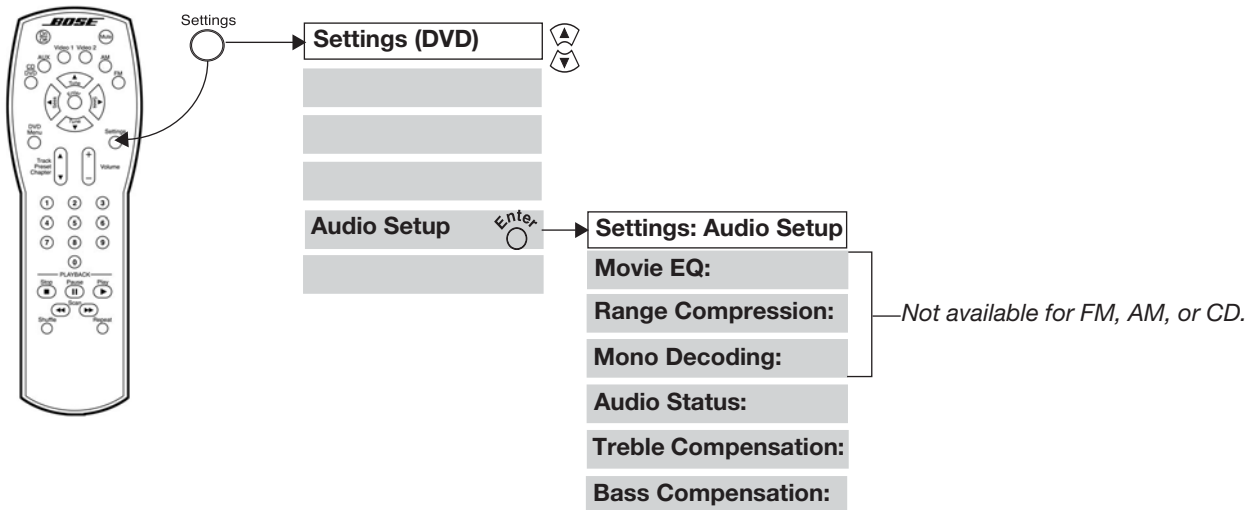 BOSE
Mute
Video 1 Video 2
AUX
AM
CD
DVD
FM
Tune
Enter
Tune
DVD
Menu
Settings
Track
Preset
Chapter
+
−
Volume
1 2 3
4 5 6
7 8 9
0
PLAYBACK
Stop Pause Play
Scan
Shuffle
Repeat
Settings
Settings (DVD)
Audio Setup
Enter
Settings: Audio Setup
Movie EQ:
Range Compression:
Mono Decoding:
Not available for FM, AM, or CD.
Audio Status:
Treble Compensation:
Bass Compensation: